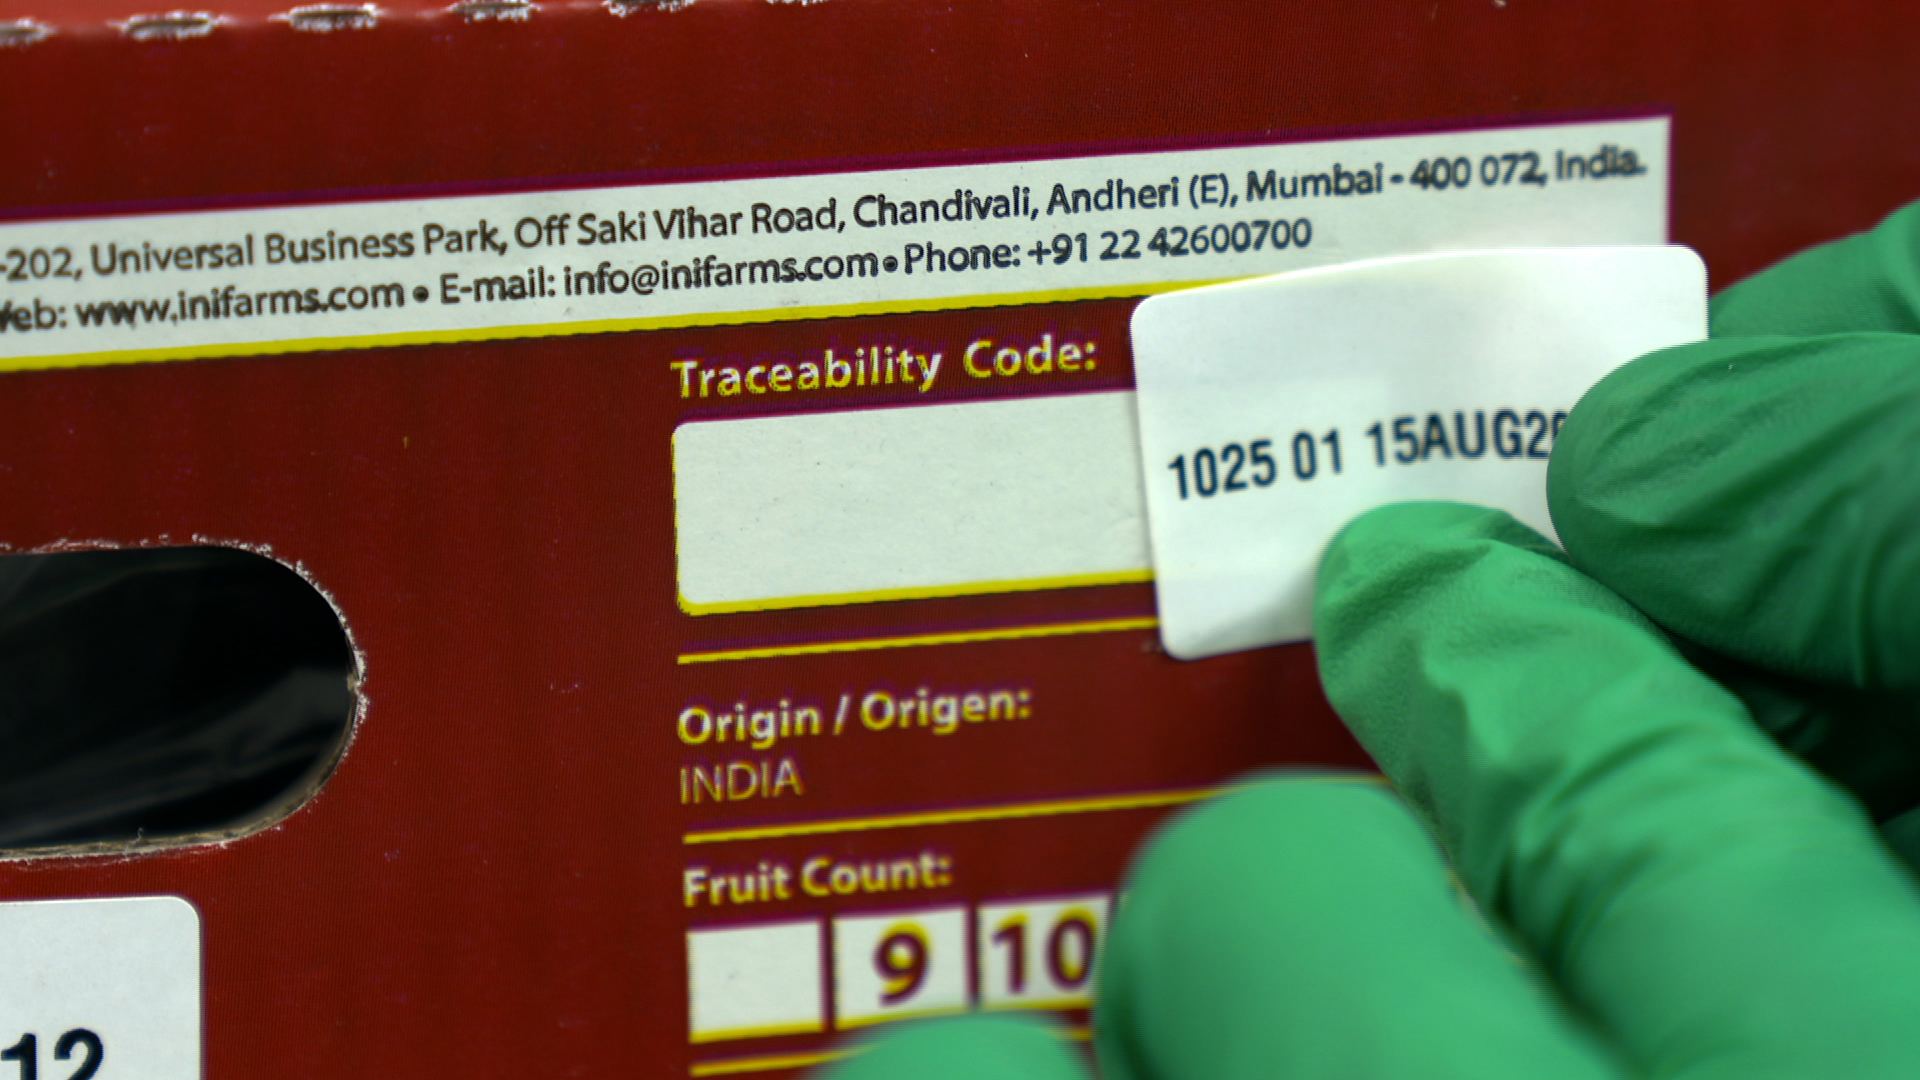 -202, Universal Business Park, Off Saki Vihar Road, Chandivali, Andheri (E), Mumbai - 400 072, India.
Web: www.inifarms.com • E-mail: info@inifarms.com • Phone: +91 22 42600700
Traceability Code:
1025 01 15AUG20
Origin / Origen:
INDIA
Fruit Count:
9 10
12